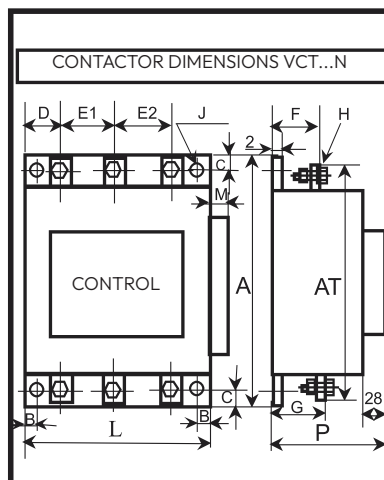 CONTACTOR DIMENSIONS VCT...N
D E1 E2 J F H
2
C
M
CONTROL A AT
C
B B G 28
L P